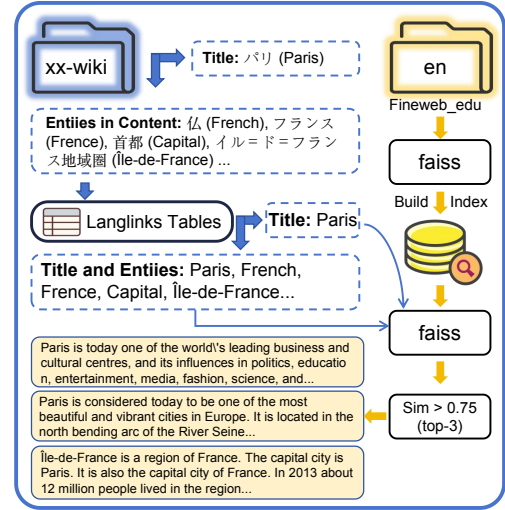 xx-wiki
Title: パリ (Paris)
en
Fineweb_edu
Entiies in Content: 仏 (French), フランス
(Frence), 首都 (Capital), イル＝ド＝フラン
ス地域圏 (Île-de-France) ...
faiss
Build Index
Langlinks Tables
Title: Paris
Title and Entiies: Paris, French,
Frence, Capital, Île-de-France...
faiss
Paris is today one of the world\'s leading business and
cultural centres, and its influences in politics, educatio
n, entertainment, media, fashion, science, and...
Paris is considered today to be one of the most
beautiful and vibrant cities in Europe. It is located in the
north bending arc of the River Seine...
Sim > 0.75
(top-3)
Île-de-France is a region of France. The capital city is
Paris. It is also the capital city of France. In 2013 about
12 million people lived in the region...